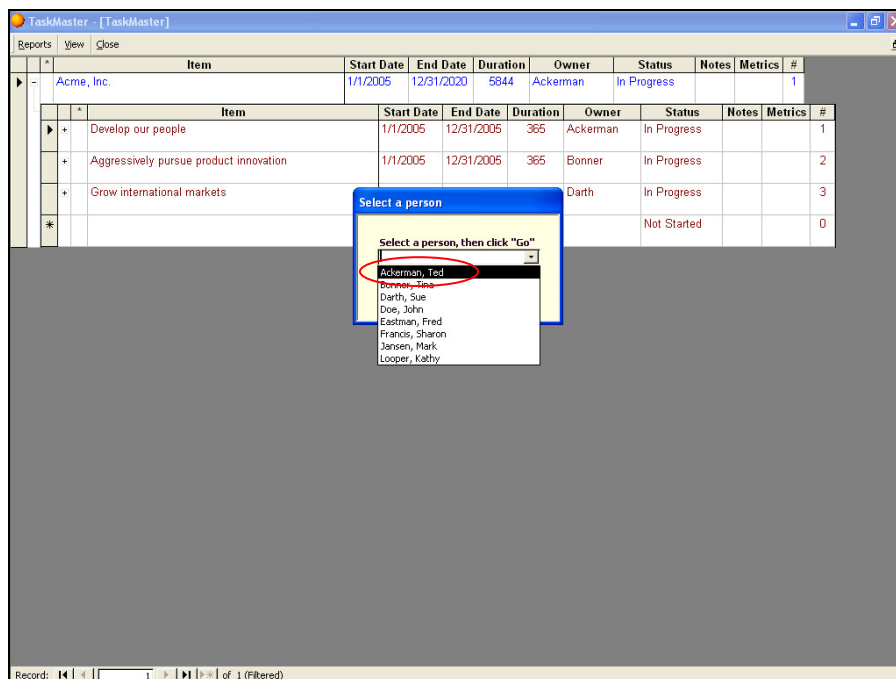 TaskMaster - [TaskMaster]
Reports View Close
* Item Start Date End Date Duration Owner Status Notes Metrics #
Acme, Inc. 1/1/2005 12/31/2020 5844 Ackerman In Progress 1
* Item Start Date End Date Duration Owner Status Notes Metrics #
+ Develop our people 1/1/2005 12/31/2005 365 Ackerman In Progress 1
+ Aggressively pursue product innovation 1/1/2005 12/31/2005 365 Bonner In Progress 2
+ Grow international markets Darth In Progress 3
Not Started 0
Select a person
Select a person, then click "Go"
Ackerman, Ted
Bonner, Tina
Darth, Sue
Doe, John
Eastman, Fred
Francis, Sharon
Jansen, Mark
Looper, Kathy
Record: 1 of 1 (Filtered)